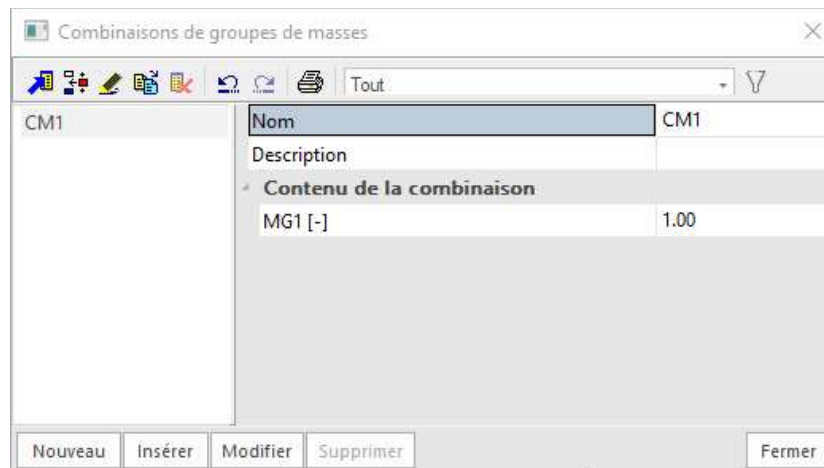 Combinaisons de groupes de masses
Tout
CM1
Nom CM1
Description
Contenu de la combinaison
MG1 [-] 1.00
Nouveau Insérer Modifier Supprimer Fermer